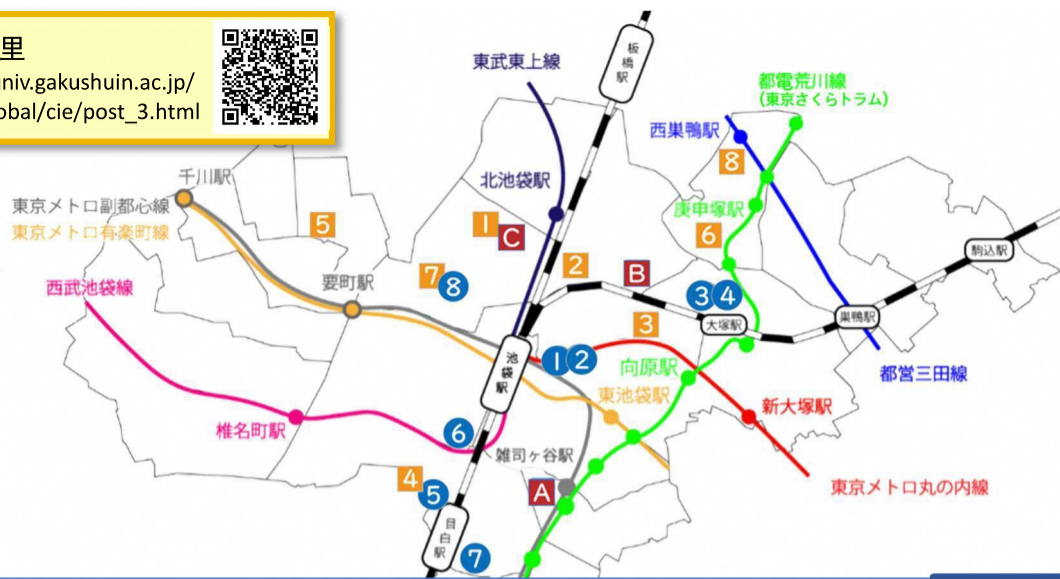 里
univ.gakushuin.ac.jp/
obal/cie/post_3.html
板橋駅
東武東上線
都電荒川線
(東京さくらトラム)
西巣鴨駅
8
千川駅
北池袋駅
東京メトロ副都心線
庚申塚駅
5
1
C
東京メトロ有楽町線
6
駒込駅
7
8
2
B
要町駅
西武池袋線
3 4
巣鴨駅
大塚駅
3
池袋駅
1 2
向原駅
都営三田線
東池袋駅
新大塚駅
椎名町駅
6
雑司ヶ谷駅
4
5
A
東京メトロ丸の内線
目白駅
7